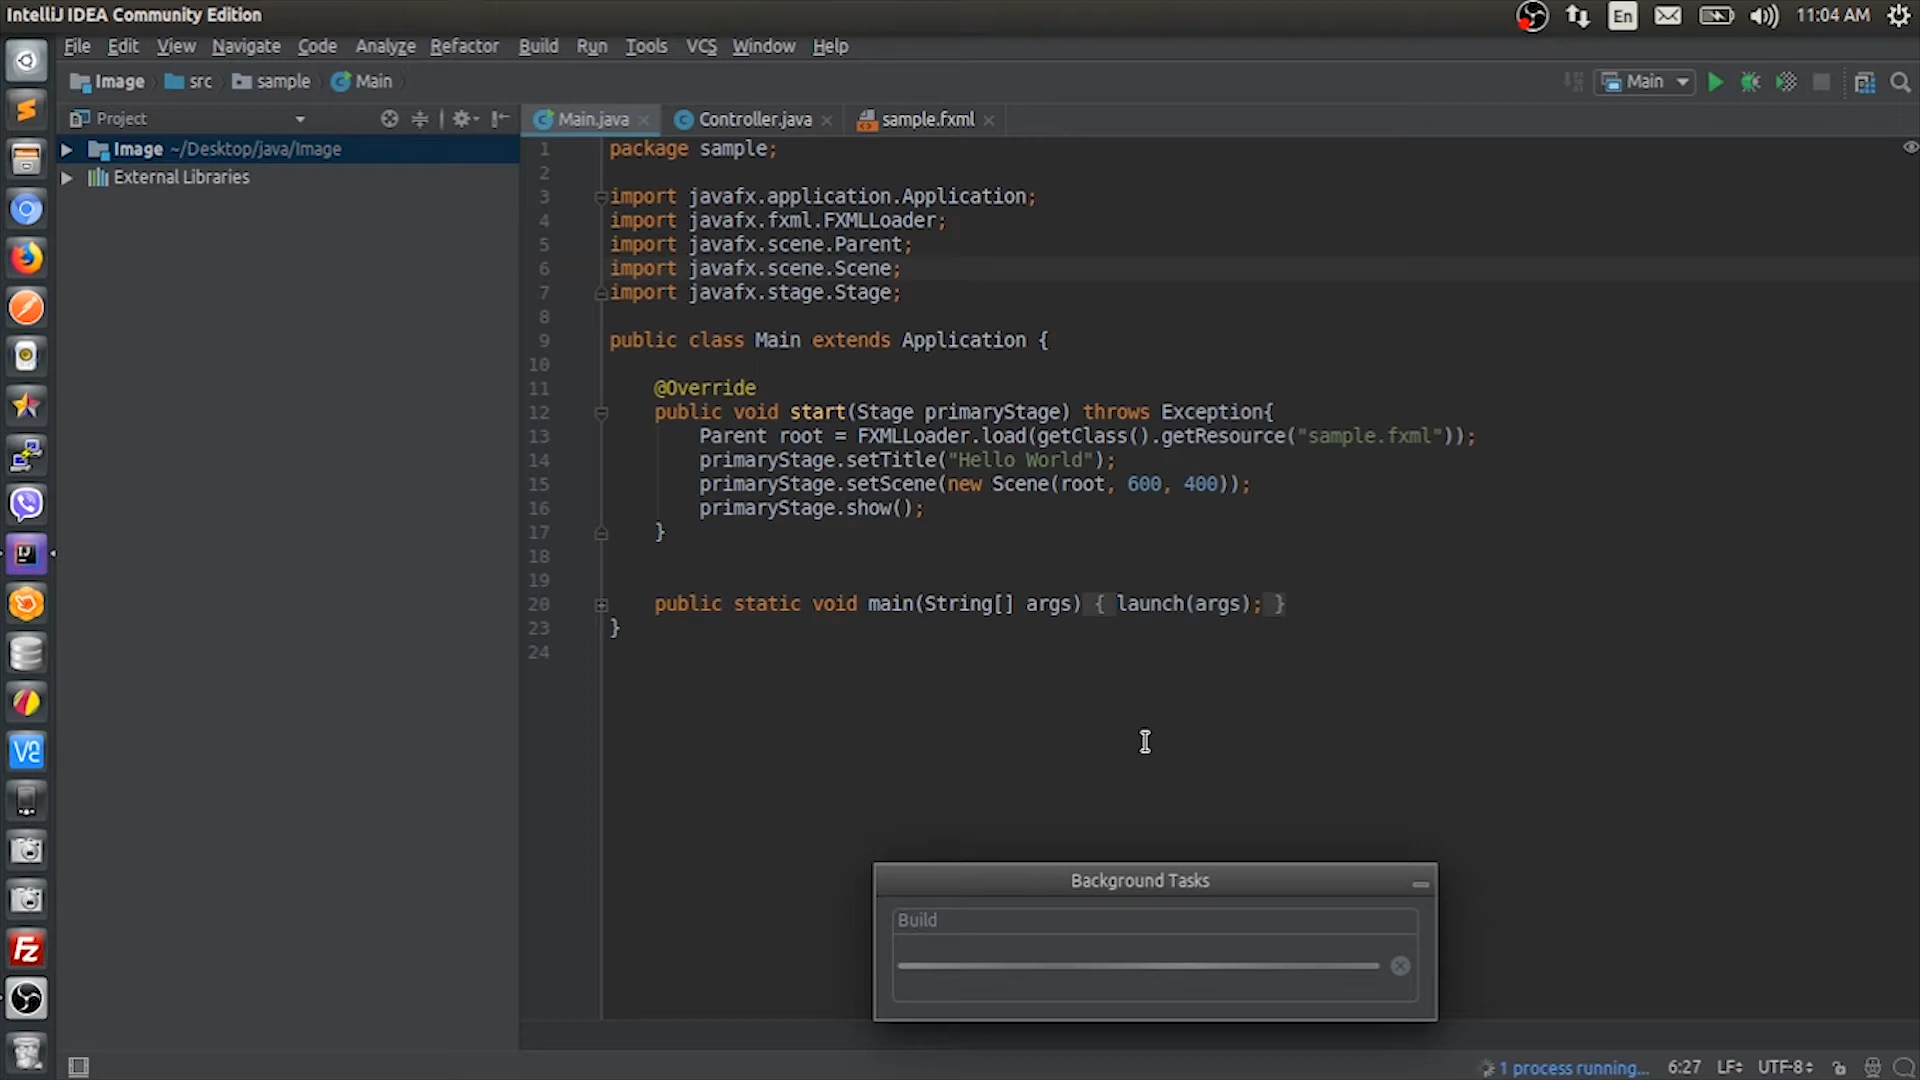 IntelliJ IDEA Community Edition
En
11:04 AM
File Edit View Navigate Code Analyze Refactor Build Run Tools VCS Window Help
Image src sample Main
Main
Project
Main.java Controller.java sample.fxml
Image ~/Desktop/java/Image
External Libraries
1 package sample;
2
3 import javafx.application.Application;
4 import javafx.fxml.FXMLLoader;
5 import javafx.scene.Parent;
6 import javafx.scene.Scene;
7 import javafx.stage.Stage;
8
9 public class Main extends Application {
10
11 @Override
12 public void start(Stage primaryStage) throws Exception{
13 Parent root = FXMLLoader.load(getClass().getResource("sample.fxml"));
14 primaryStage.setTitle("Hello World");
15 primaryStage.setScene(new Scene(root, 600, 400));
16 primaryStage.show();
17 }
18
19
20 public static void main(String[] args) { launch(args); }
23 }
24
Background Tasks
Build
1 process running... 6:27 LF UTF-8
IJ
V2
Fz